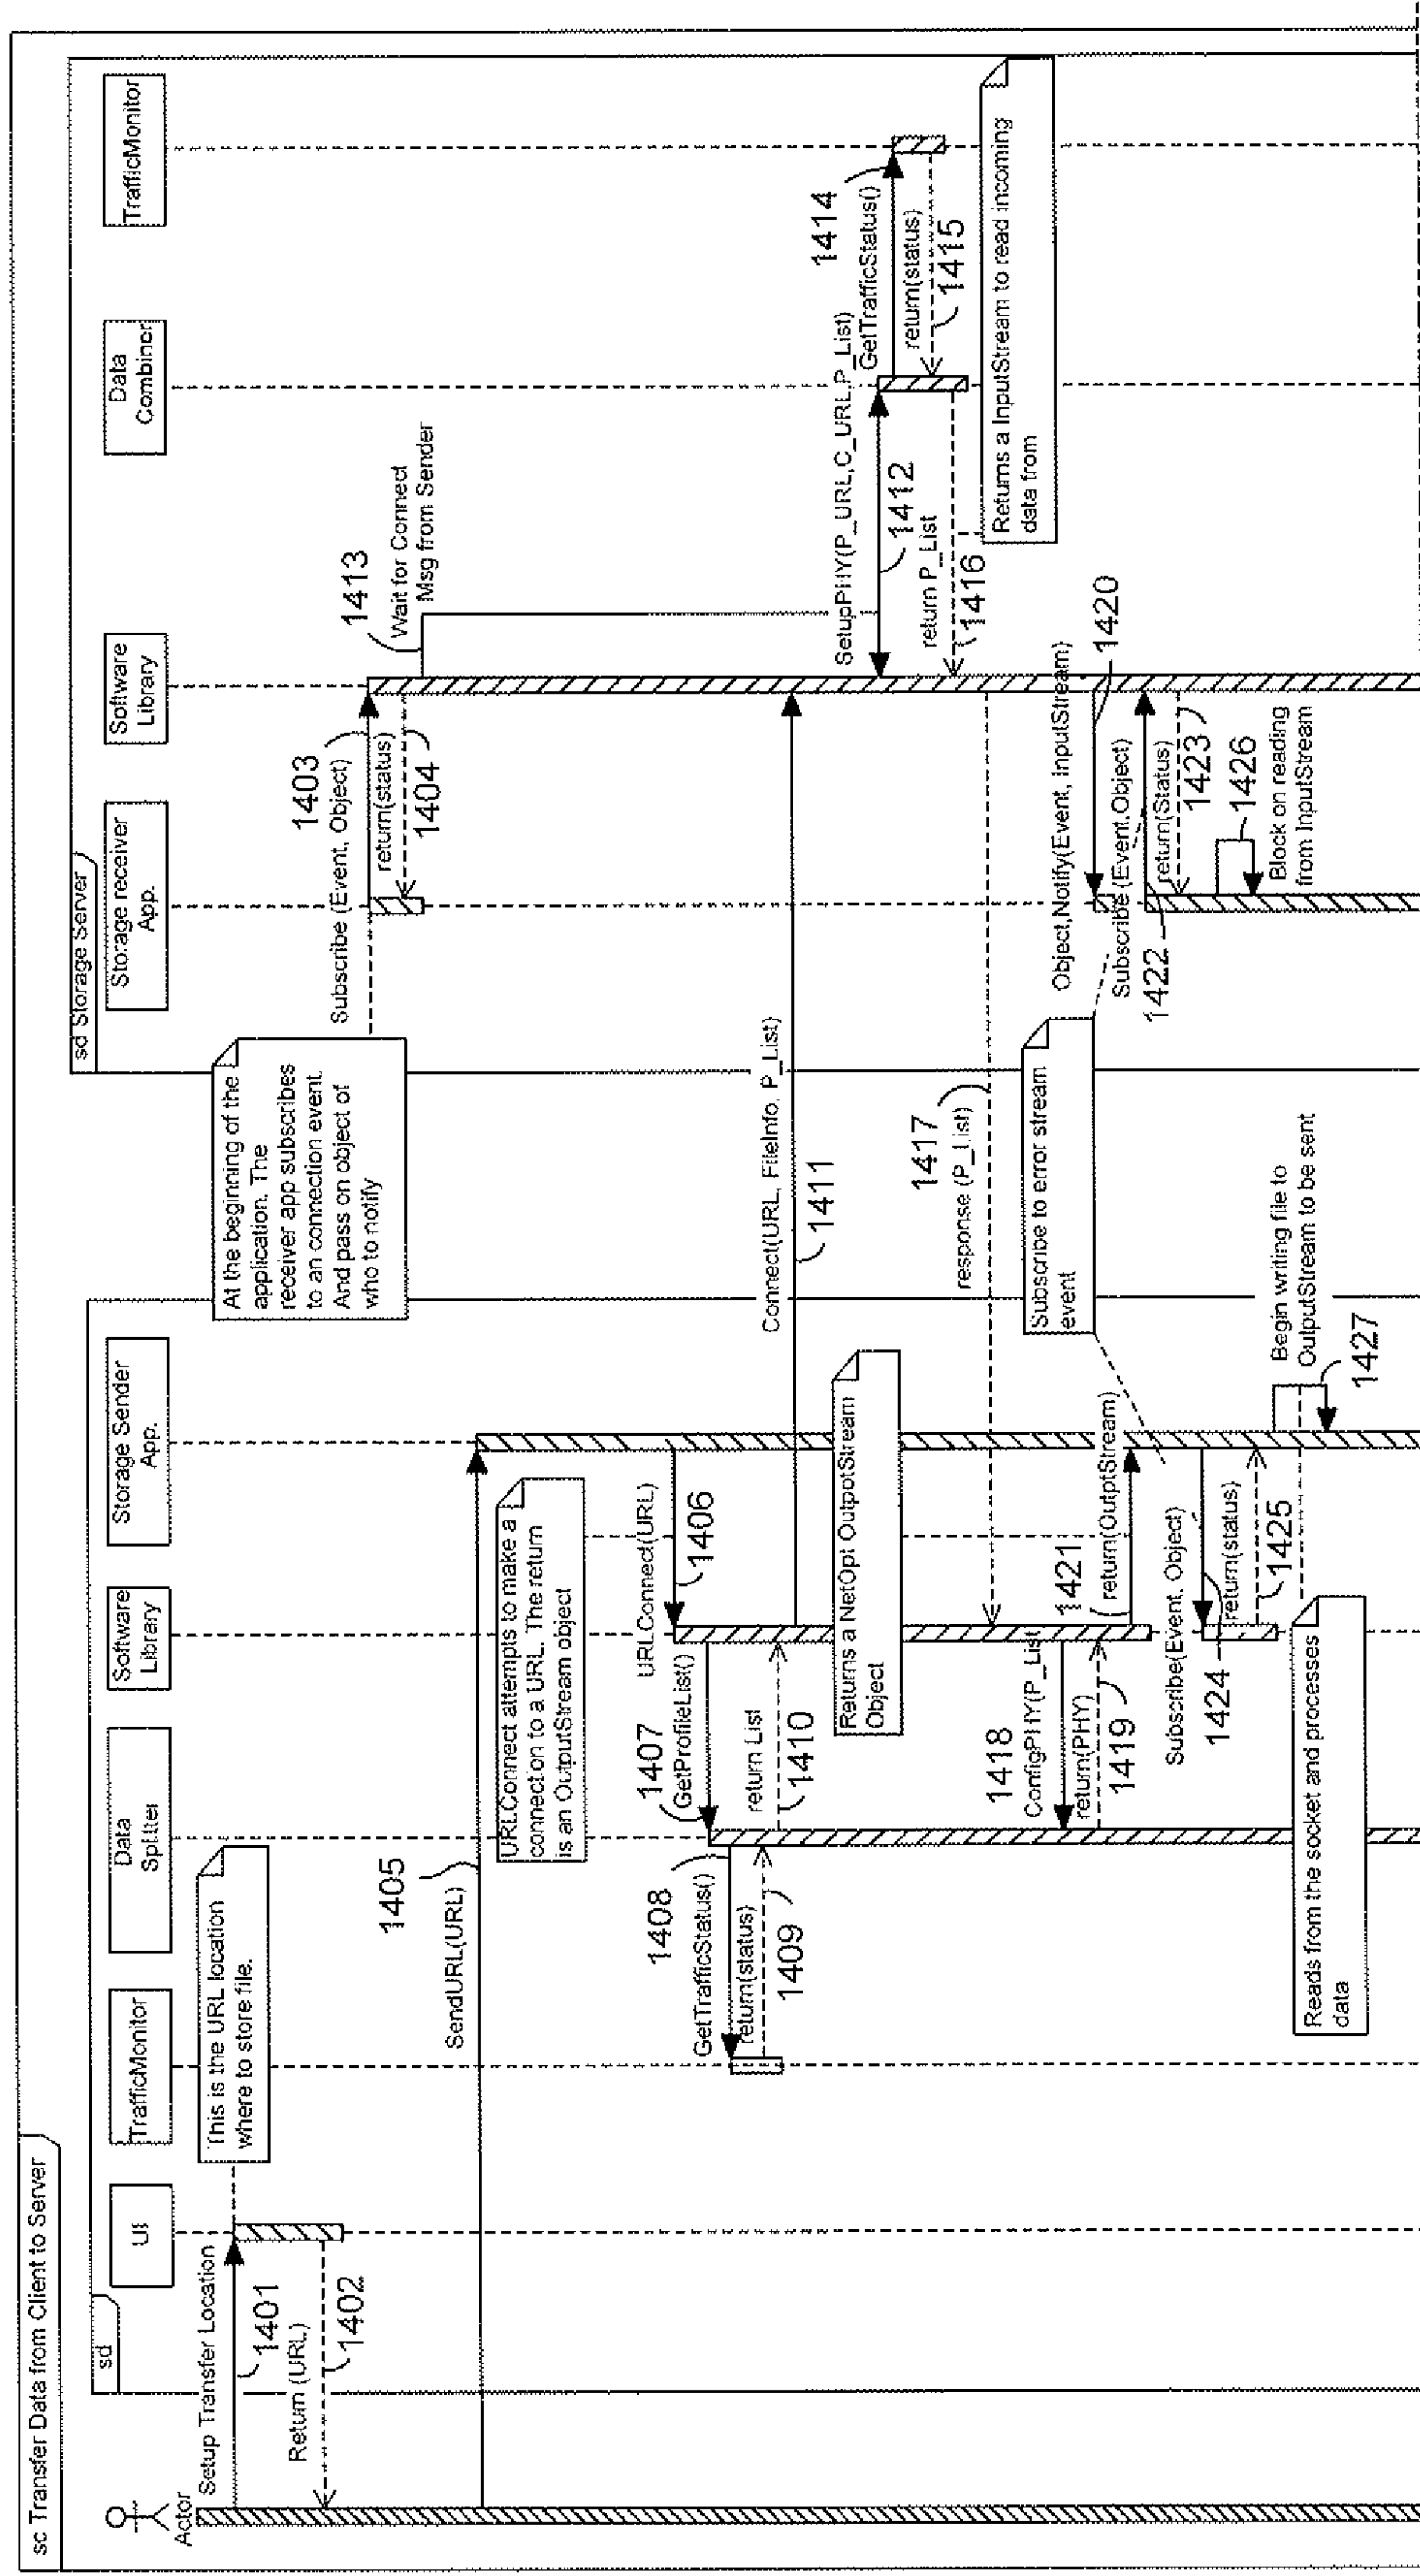 sc Transfer Data from Client to Server
sd
sd Storage Server
Actor
UI
TrafficMonitor
Data
Splitter
Software
Library
Storage Sender
App.
Storage receiver
App.
Software
Library
Data
Combiner
TrafficMonitor
Setup Transfer Location
1401
Return (URL)
1402
This is the URL location
where to store file.
At the beginning of the
application. The
receiver app subscribes
to an connection event.
And pass on object of
who to notify
1403
Subscribe (Event, Object)
return(status)
1404
1413
Wait for Connect
Msg from Sender
1405
SendURL(URL)
URLConnect attempts to make a
connection to a URL. The return
is an OutputStream object
URLConnect(URL)
1406
1407
GetProfileList()
1408
GetTrafficStatus()
return(status)
1409
return List
1410
Connect(URL, FileInfo, P_List)
1411
SetupPHY(P_URL,C_URL,P_List)
1412
1414
GetTrafficStatus()
return(status)
1415
return P_List
1416
Returns a InputStream to read incoming
data from
Returns a NetOpt OutpotStream
Object
1417
response (P_List)
1418
ConfigPHY(P_List
return(PHY)
1419
Object,Notify(Event, InputStream)
1420
1421
return(OutptStream)
Subscribe to error stream
event
Subscribe (Event,Object)
1422
return(Status)
1423
Subscribe(Event, Object)
1424
return(status)
1425
1426
Block on reading
from InputStream
Begin writing file to
OutputStream to be sent
1427
Reads from the socket and processes
data